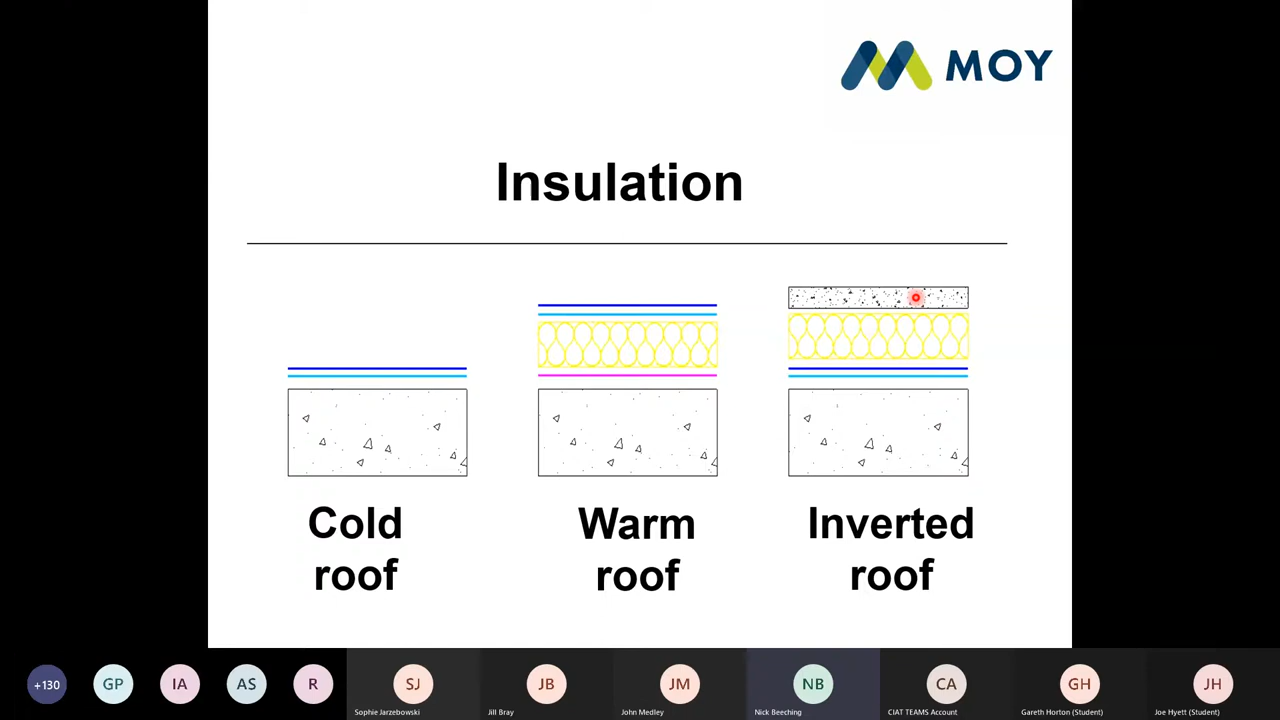 MOY
Insulation
Cold
roof
Warm
roof
Inverted
roof
+130
GP
IA
AS
R
SJ
JB
JM
NB
CA
GH
JH
Sophie Jarzebowski
Jill Bray
John Medley
Nick Beeching
CIAT TEAMS Account
Gareth Horton (Student)
Joe Hyett (Student)